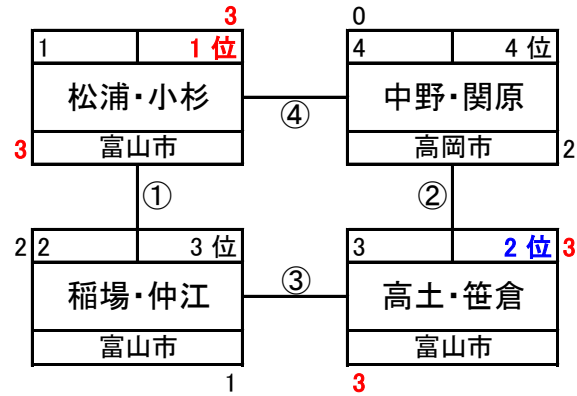 3 0
1 1 位 4 4 位
松浦・小杉 ④ 中野・関原
3 富山市 高岡市 2
① ②
2 2 3 位 3 2 位 3
稲場・仲江 ③ 高土・笹倉
富山市 富山市
1 3